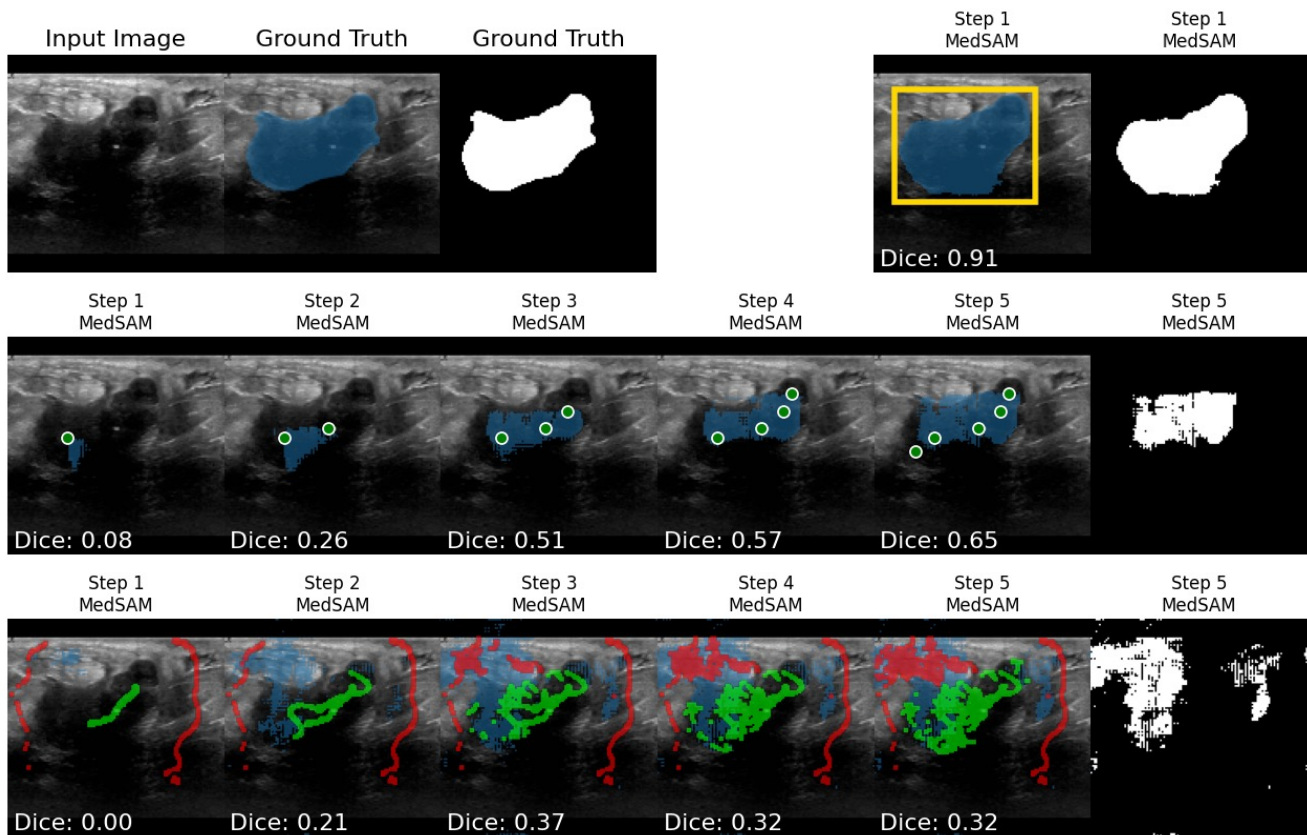 Input Image
Ground Truth
Ground Truth
Step 1
MedSAM
Step 1
MedSAM
Dice: 0.91
Step 1
MedSAM
Step 2
MedSAM
Step 3
MedSAM
Step 4
MedSAM
Step 5
MedSAM
Step 5
MedSAM
Dice: 0.08
Dice: 0.26
Dice: 0.51
Dice: 0.57
Dice: 0.65
Step 1
MedSAM
Step 2
MedSAM
Step 3
MedSAM
Step 4
MedSAM
Step 5
MedSAM
Step 5
MedSAM
Dice: 0.00
Dice: 0.21
Dice: 0.37
Dice: 0.32
Dice: 0.32